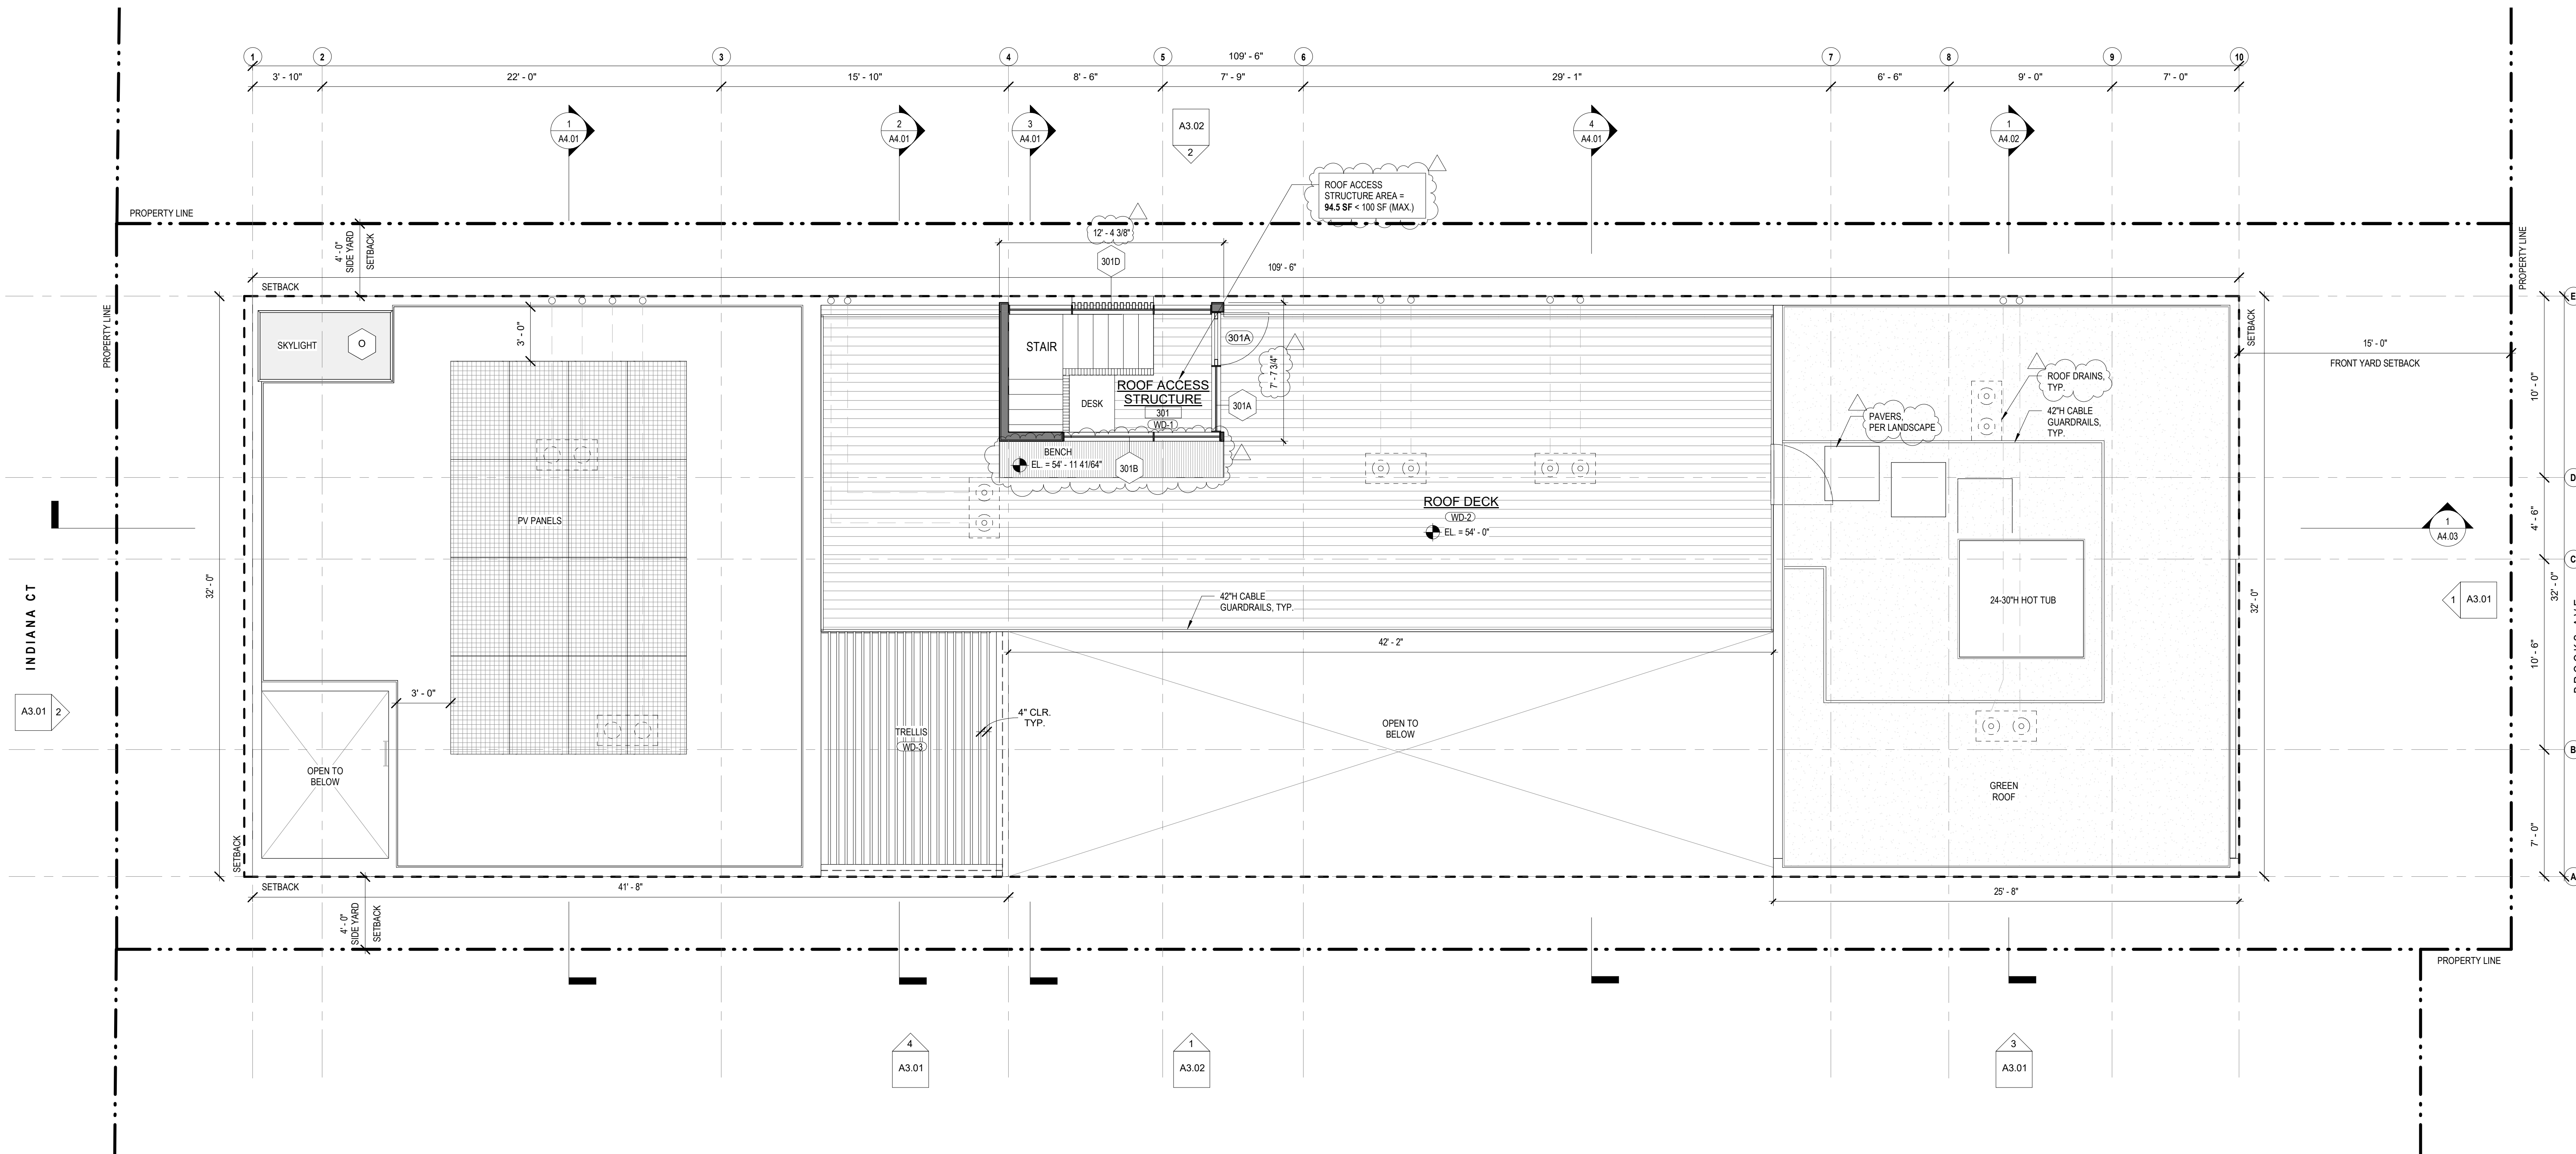 1
2
3
4
5
109' - 6"
6
7
8
9
10
3' - 10"
22' - 0"
15' - 10"
8' - 6"
7' - 9"
29' - 1"
6' - 6"
9' - 0"
7' - 0"
1
A4.01
2
A4.01
3
A4.01
A3.02
2
4
A4.01
1
A4.02
ROOF ACCESS
STRUCTURE AREA =
94.5 SF < 100 SF (MAX.)
PROPERTY LINE
PROPERTY LINE
PROPERTY LINE
4' - 0"
SIDE YARD
SETBACK
12' - 4 3/8"
301D
109' - 6"
SETBACK
E
SKYLIGHT
O
3' - 0"
STAIR
301A
7' - 7 3/4"
SETBACK
15' - 0"
FRONT YARD SETBACK
ROOF ACCESS
STRUCTURE
301
WD-1
DESK
301A
ROOF DRAINS,
TYP.
10' - 0"
PAVERS,
PER LANDSCAPE
42"H CABLE
GUARDRAILS,
TYP.
BENCH
EL. = 54' - 11 41/64"
301B
D
ROOF DECK
WD-2
EL. = 54' - 0"
PV PANELS
4' - 6"
1
A4.03
C
INDIANA CT
32' - 0"
42"H CABLE
GUARDRAILS, TYP.
24-30"H HOT TUB
32' - 0"
1
A3.01
32' - 0"
42' - 2"
10' - 6"
A3.01
2
3' - 0"
4" CLR.
TYP.
TRELLIS
WD-3
OPEN TO
BELOW
B
OPEN TO
BELOW
GREEN
ROOF
7' - 0"
SETBACK
A
SETBACK
41' - 8"
25' - 8"
4' - 0"
SIDE YARD
SETBACK
PROPERTY LINE
4
A3.01
1
A3.02
3
A3.01